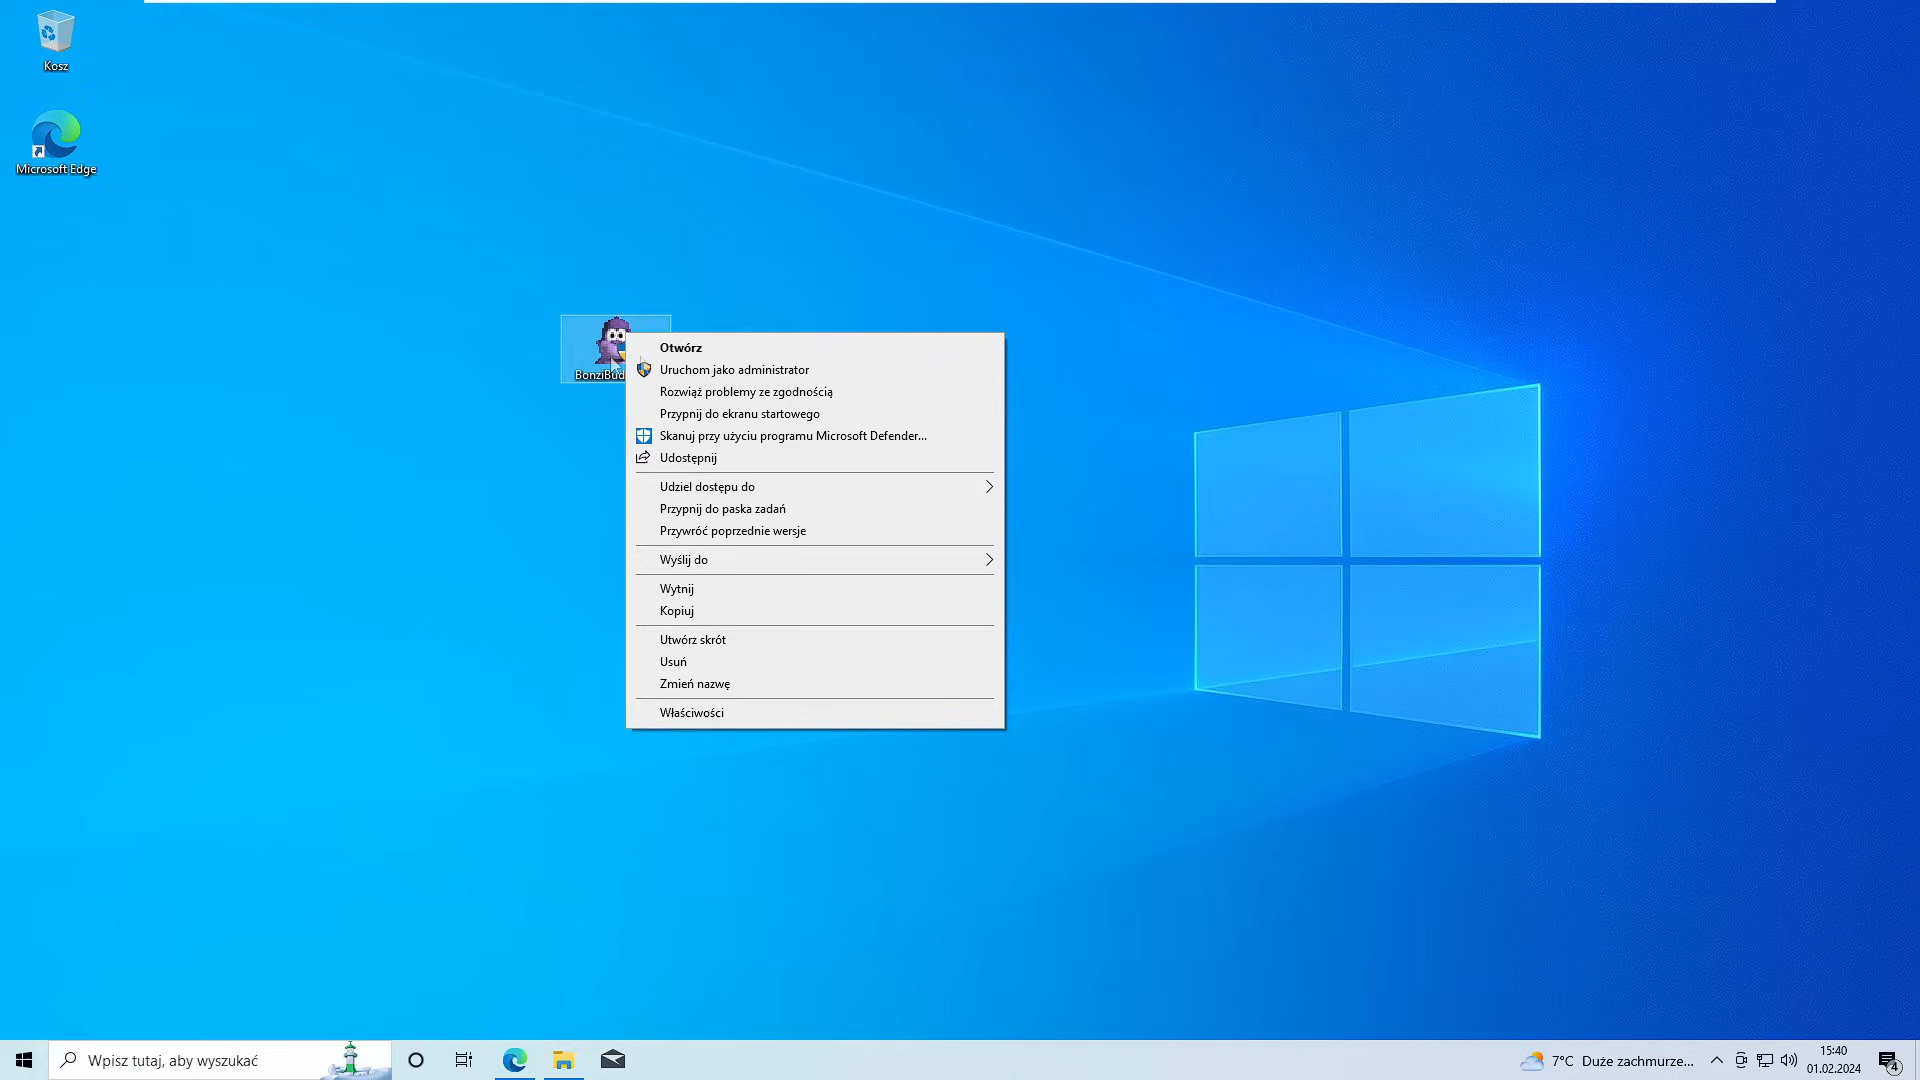 Kosz
Microsoft Edge
Otwórz
Uruchom jako administrator
Rozwiąż problemy ze zgodnością
Przypnij do ekranu startowego
Skanuj przy użyciu programu Microsoft Defender...
Udostępnij
Udziel dostępu do
Przypnij do paska zadań
Przywróć poprzednie wersje
Wyślij do
Wytnij
Kopiuj
Utwórz skrót
Usuń
Zmień nazwę
Właściwości
Wpisz tutaj, aby wyszukać
7°C Duże zachmurze...
15:40
01.02.2024
4